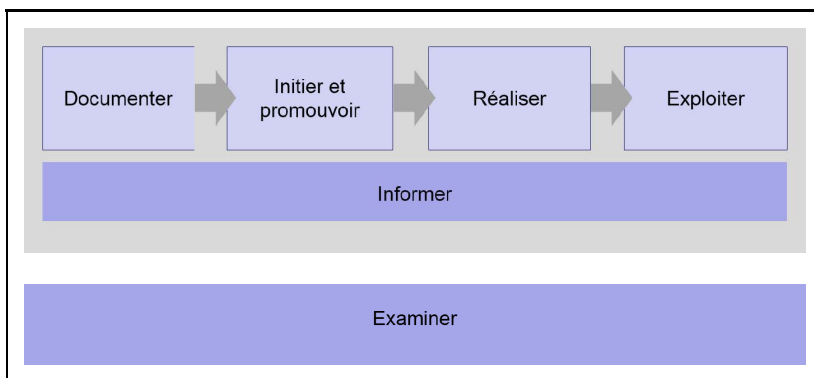 Documenter
Initier et
promouvoir
Réaliser
Exploiter
Informer
Examiner